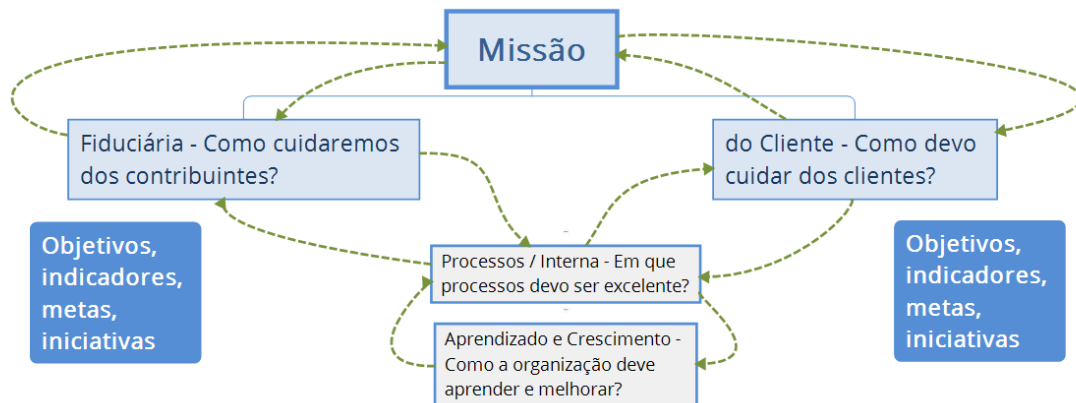 Missão
Fiduciária - Como cuidaremos
dos contribuintes?
do Cliente - Como devo
cuidar dos clientes?
Objetivos,
indicadores,
metas,
iniciativas
Processos / Interna - Em que
processos devo ser excelente?
Aprendizado e Crescimento -
Como a organização deve
aprender e melhorar?
Objetivos,
indicadores,
metas,
iniciativas